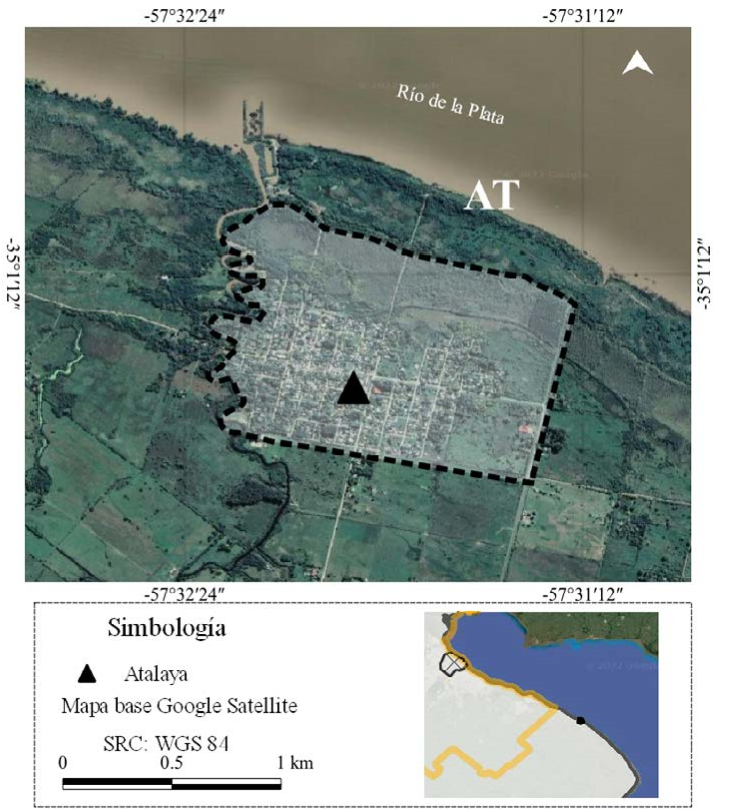 -57°32′24″ -57°31′12″
Río de la Plata
AT
-35°1′12″ -35°1′12″
-57°32′24″ -57°31′12″
Simbología
Atalaya
Mapa base Google Satellite
SRC: WGS 84
0 0.5 1 km